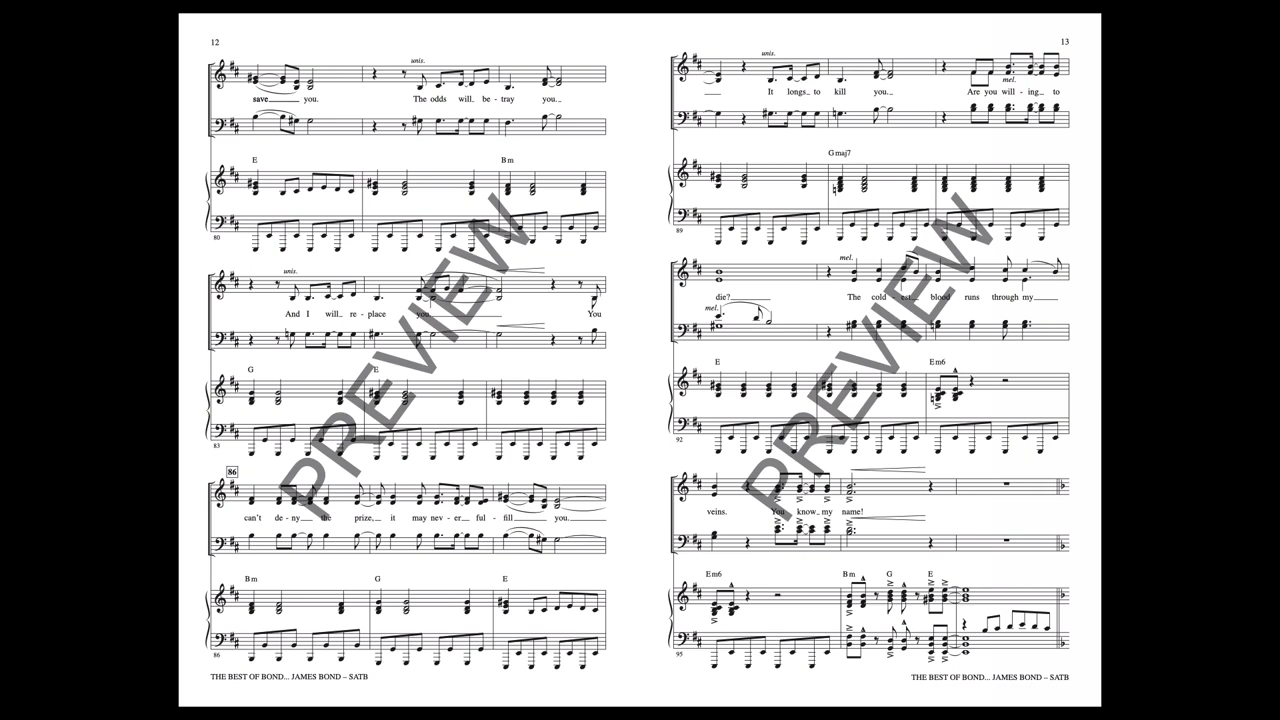 12
unis.
save you.
The odds will be - tray you.
E
Bm
80
unis.
And I will re - place you.
You
G
E
83
86
can't de - ny the prize, it may nev - er ful - fill you.
Bm
G
E
86
THE BEST OF BOND... JAMES BOND – SATB
PREVIEW
13
unis.
mel.
It longs to kill you.
Are you will - ing to
Gmaj7
89
mel.
die?
The cold - est blood runs through my
mel.
E
Em6
92
veins.
You know my name!
Em6
Bm
G
E
95
THE BEST OF BOND... JAMES BOND – SATB
PREVIEW